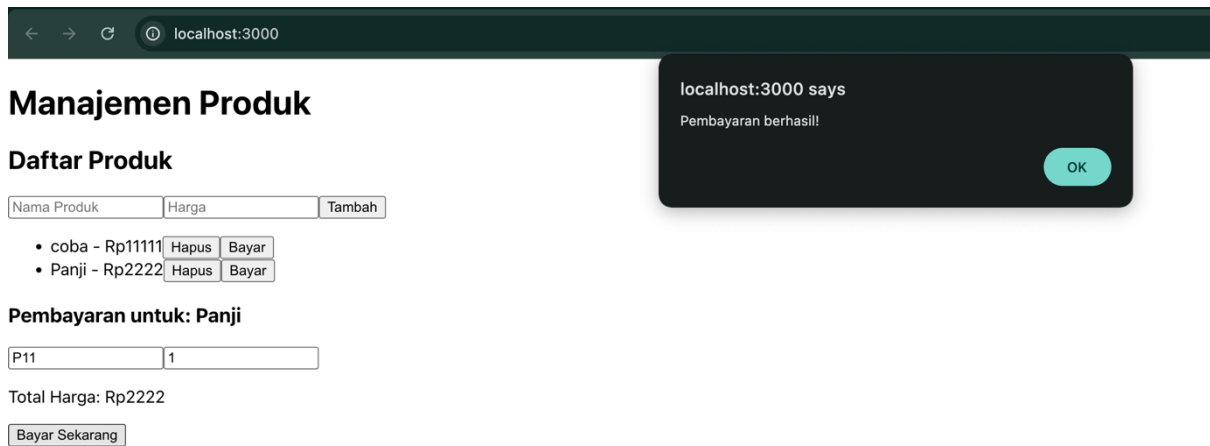 localhost:3000
localhost:3000 says
Pembayaran berhasil!
OK
Manajemen Produk
Daftar Produk
Nama Produk Harga Tambah
• coba - Rp11111 Hapus Bayar
• Panji - Rp2222 Hapus Bayar
Pembayaran untuk: Panji
P11 1
Total Harga: Rp2222
Bayar Sekarang